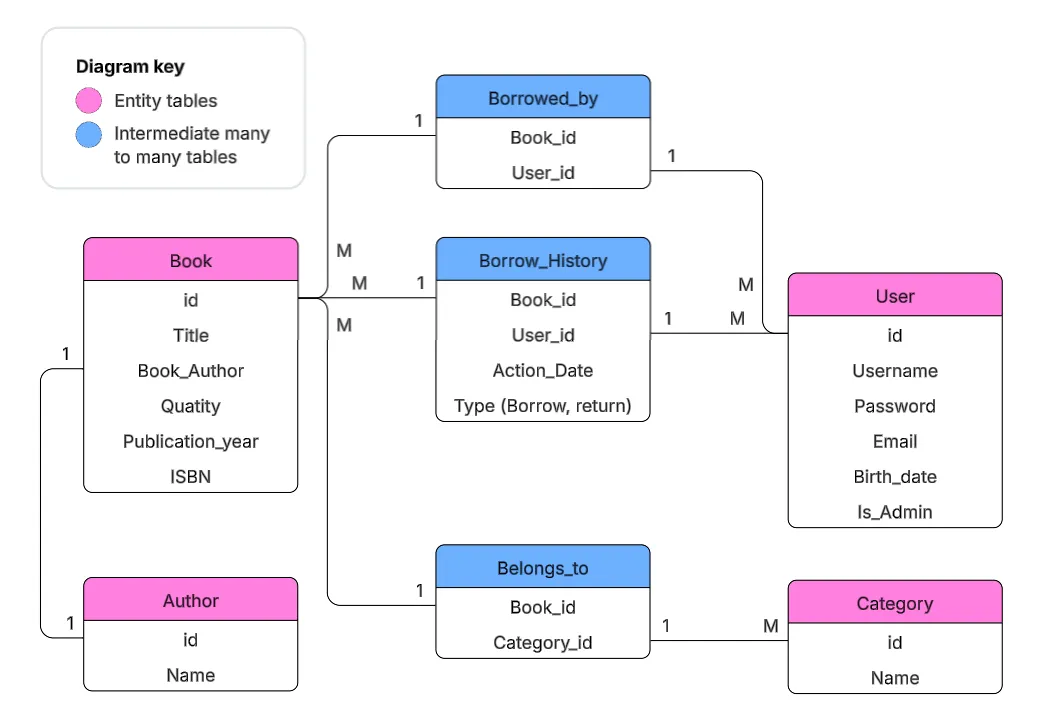 Diagram key
Entity tables
Intermediate many
to many tables
Borrowed_by
Book_id
User_id
1
1
M
M
1
M
M
1
M
Book
id
Title
Book_Author
Quatity
Publication_year
ISBN
Borrow_History
Book_id
User_id
Action_Date
Type (Borrow, return)
User
id
Username
Password
Email
Birth_date
Is_Admin
1
1
Author
id
Name
1
Belongs_to
Book_id
Category_id
1
M
Category
id
Name